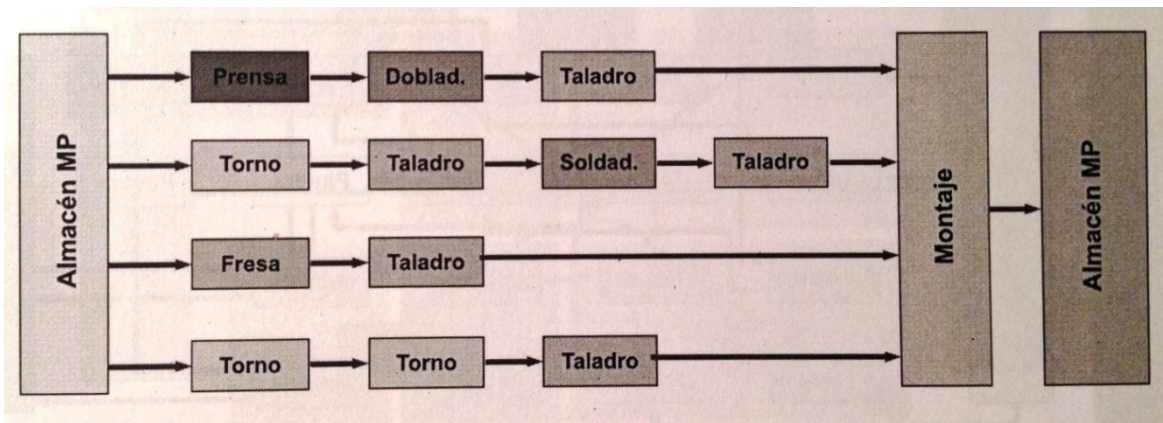 Almacén MP
Prensa
Doblad.
Taladro
Torno
Taladro
Soldad.
Taladro
Fresa
Taladro
Torno
Torno
Taladro
Montaje
Almacén MP